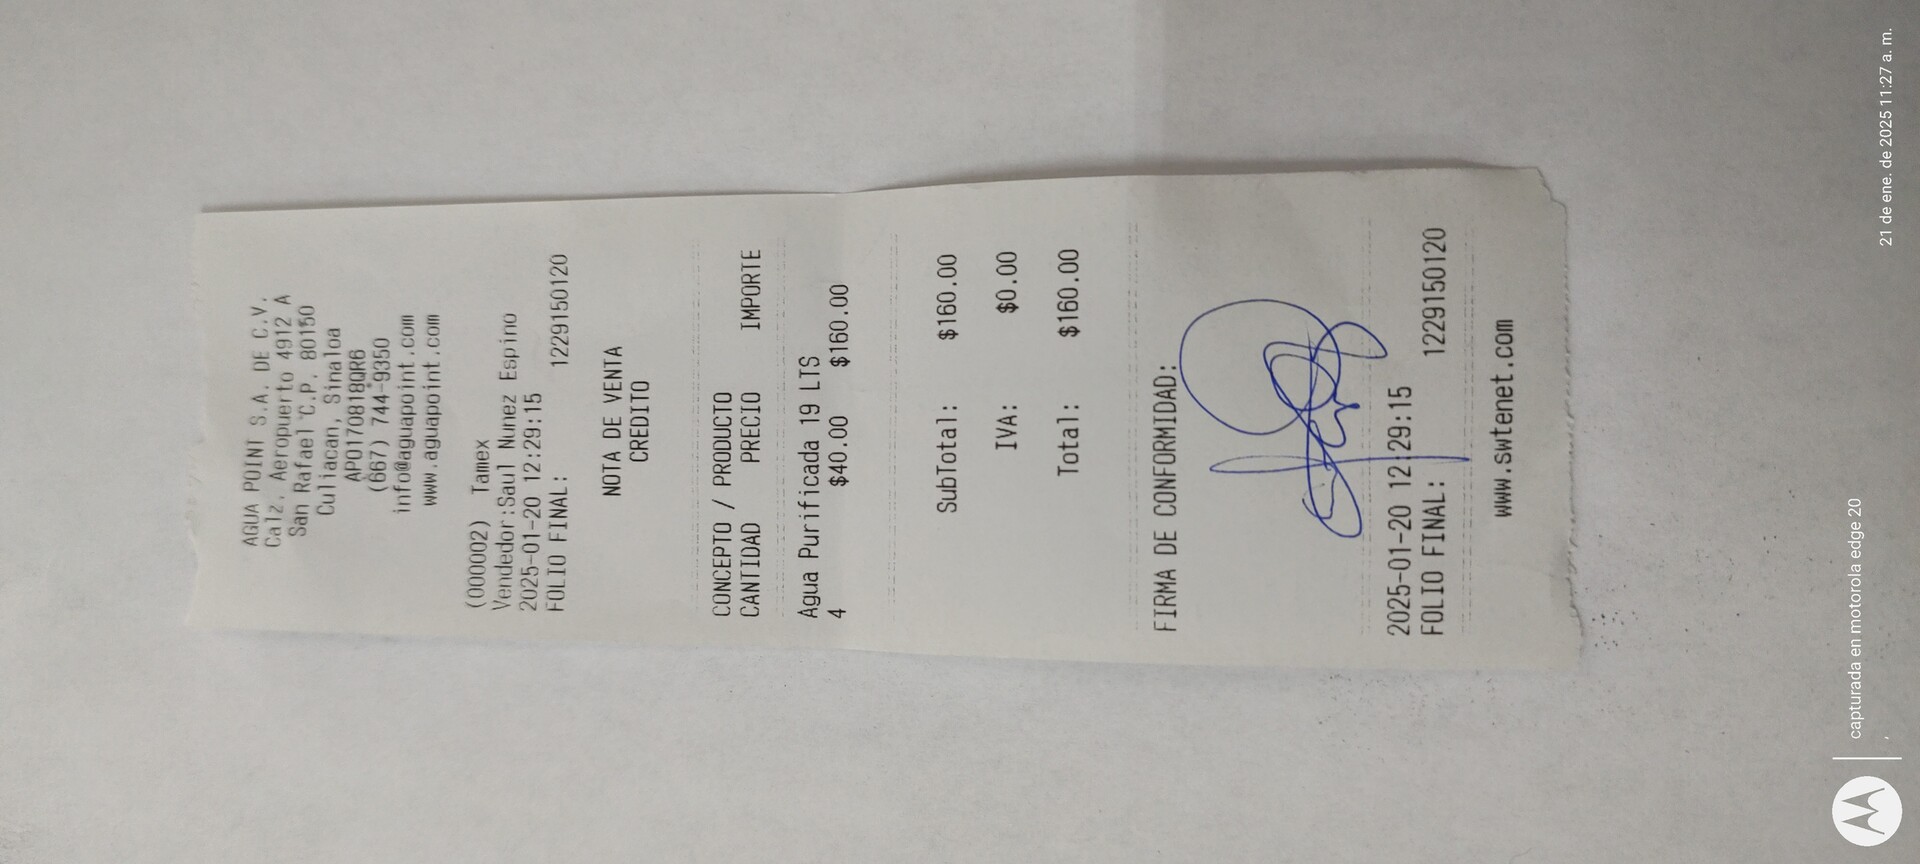 AGUA POINT S.A. DE C.V.
Calz. Aeropuerto 4912 A
San Rafael C.P. 80150
Culiacan, Sinaloa
APO170818QR6
(667) 744-9350
info@aguapoint.com
www.aguapoint.com
(000002) Tamex
Vendedor:Saul Nunez Espino
2025-01-20 12:29:15
FOLIO FINAL: 1229150120
NOTA DE VENTA
CREDITO
CONCEPTO / PRODUCTO
CANTIDAD PRECIO IMPORTE
Agua Purificada 19 LTS
4 $40.00 $160.00
SubTotal: $160.00
IVA: $0.00
Total: $160.00
FIRMA DE CONFORMIDAD:
2025-01-20 12:29:15
FOLIO FINAL: 1229150120
www.swtenet.com
capturada en motorola edge 20
,
21 de ene. de 2025 11:27 a. m.